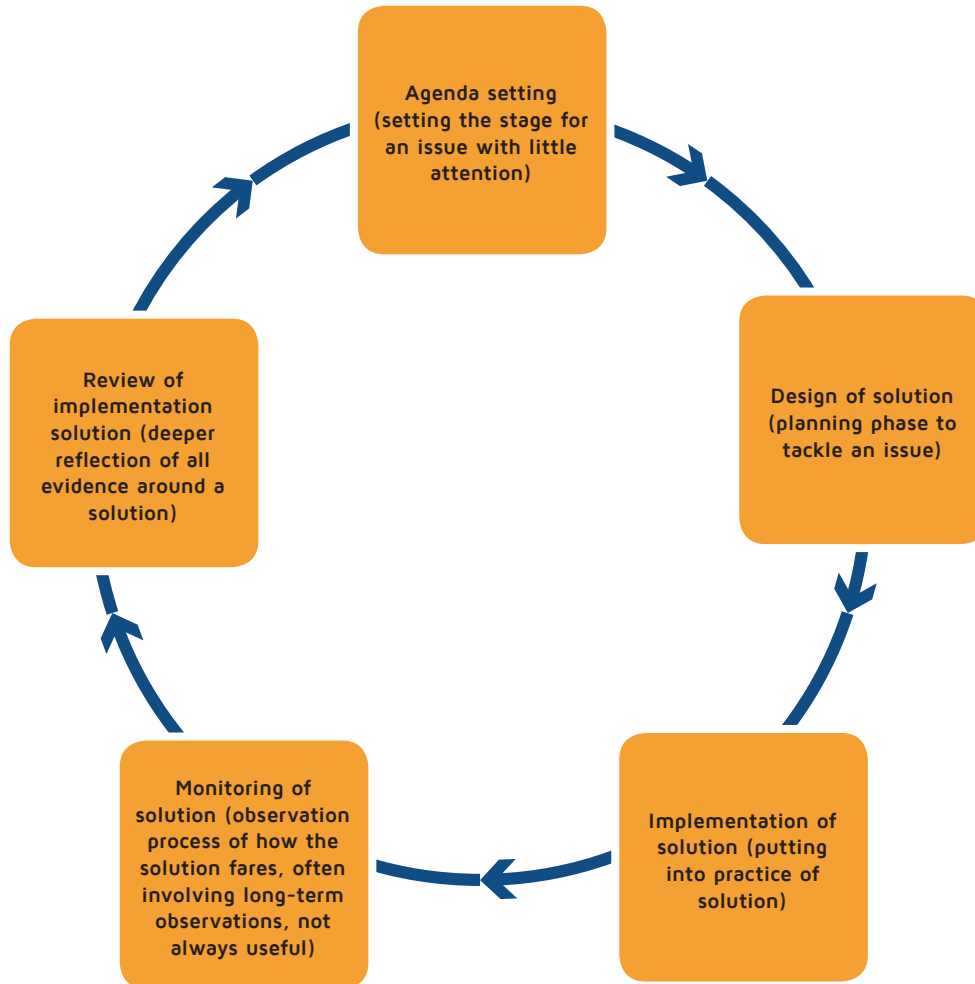 Agenda setting
(setting the stage for
an issue with little
attention)
Design of solution
(planning phase to
tackle an issue)
Implementation of
solution (putting
into practice of
solution)
Monitoring of
solution (observation
process of how the
solution fares, often
involving long-term
observations, not
always useful)
Review of
implementation
solution (deeper
reflection of all
evidence around a
solution)